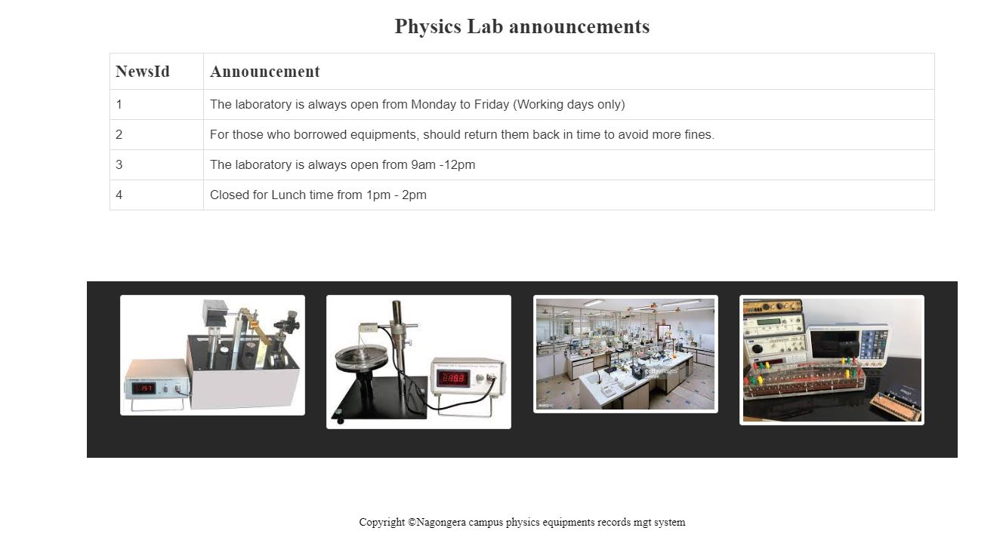 Physics Lab announcements
NewsId Announcement
1 The laboratory is always open from Monday to Friday (Working days only)
2 For those who borrowed equipments, should return them back in time to avoid more fines.
3 The laboratory is always open from 9am -12pm
4 Closed for Lunch time from 1pm - 2pm
157
gettyimages
Copyright ©Nagongera campus physics equipments records mgt system